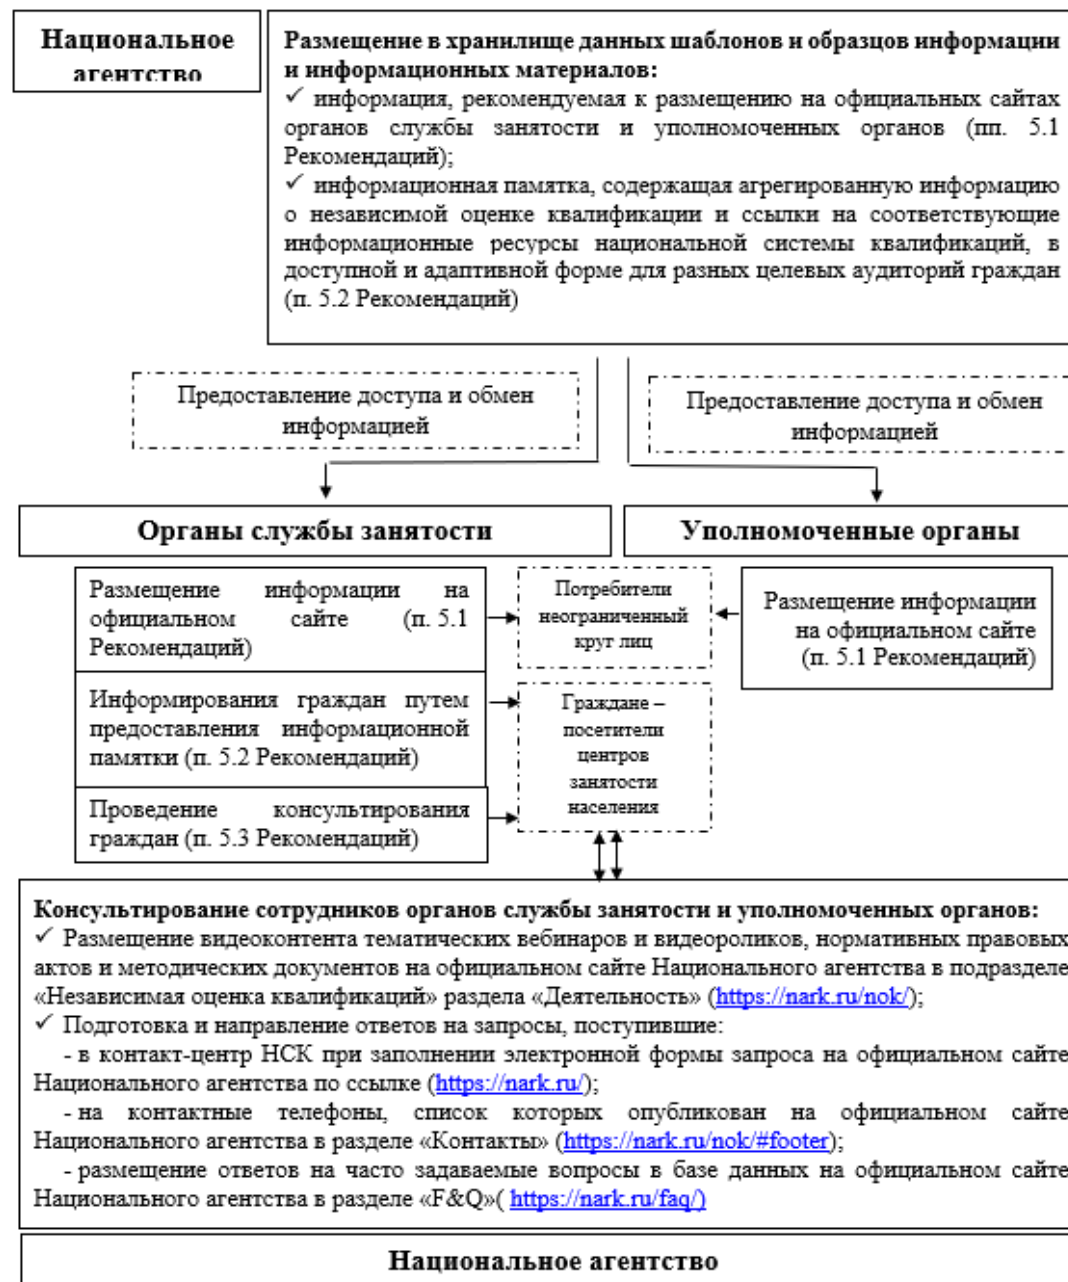 Национальное
агентство
Размещение в хранилище данных шаблонов и образцов информации
и информационных материалов:
✓ информация, рекомендуемая к размещению на официальных сайтах
органов службы занятости и уполномоченных органов (пп. 5.1
Рекомендаций);
✓ информационная памятка, содержащая агрегированную информацию
о независимой оценке квалификации и ссылки на соответствующие
информационные ресурсы национальной системы квалификаций, в
доступной и адаптивной форме для разных целевых аудиторий граждан
(п. 5.2 Рекомендаций)
Предоставление доступа и обмен
информацией
Предоставление доступа и обмен
информацией
Органы службы занятости
Уполномоченные органы
Размещение информации на
официальном сайте (п. 5.1
Рекомендаций)
Потребители
неограниченный
круг лиц
Размещение информации
на официальном сайте
(п. 5.1 Рекомендаций)
Информирования граждан путем
предоставления информационной
памятки (п. 5.2 Рекомендаций)
Граждане –
посетители
центров
занятости
населения
Проведение консультирования
граждан (п. 5.3 Рекомендаций)
Консультирование сотрудников органов службы занятости и уполномоченных органов:
✓ Размещение видеоконтента тематических вебинаров и видеороликов, нормативных правовых
актов и методических документов на официальном сайте Национального агентства в подразделе
«Независимая оценка квалификаций» раздела «Деятельность» (https://nark.ru/nok/);
✓ Подготовка и направление ответов на запросы, поступившие:
- в контакт-центр НСК при заполнении электронной формы запроса на официальном сайте
Национального агентства по ссылке (https://nark.ru/);
- на контактные телефоны, список которых опубликован на официальном сайте
Национального агентства в разделе «Контакты» (https://nark.ru/nok/#footer);
- размещение ответов на часто задаваемые вопросы в базе данных на официальном сайте
Национального агентства в разделе «F&Q»( https://nark.ru/faq/)
Национальное агентство